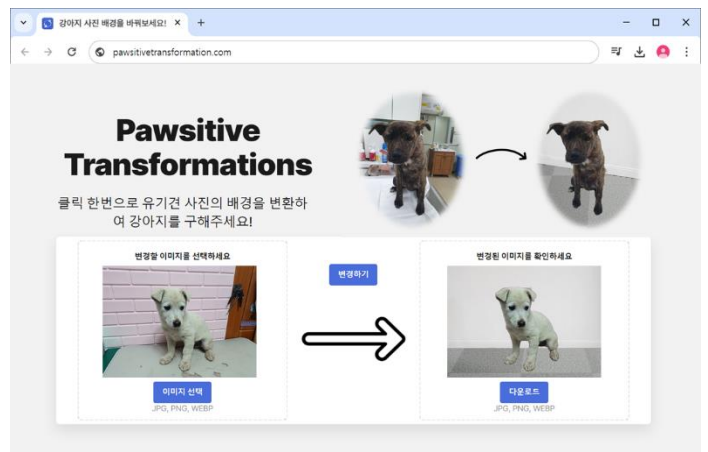 강아지 사진 배경을 바꿔보세요!
pawsitivetransformation.com
Pawsitive
Transformations
클릭 한번으로 유기견 사진의 배경을 변환하
여 강아지를 구해주세요!
변경할 이미지를 선택하세요
변경하기
변경된 이미지를 확인하세요
이미지 선택
JPG, PNG, WEBP
다운로드
JPG, PNG, WEBP